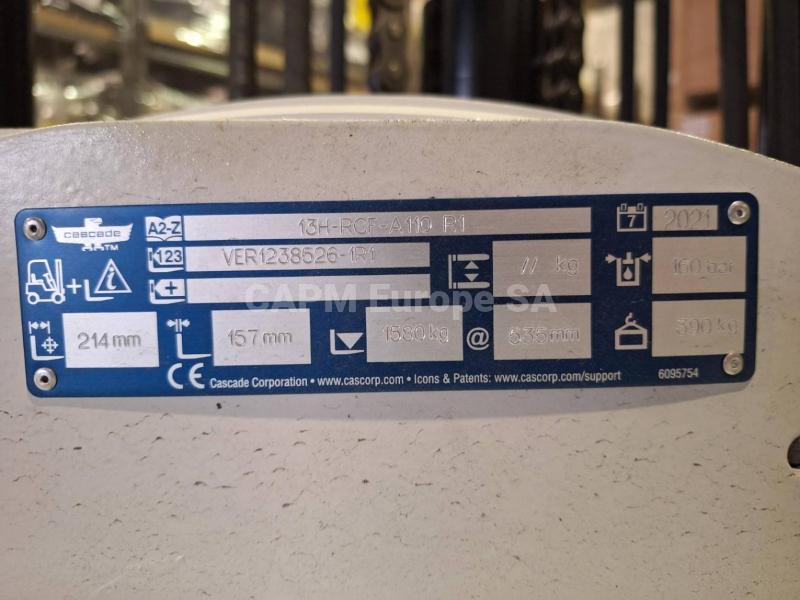 cascade TM
A2-Z 13H-RCF-A110 R1 7 2021
123 VER1238526-1R1
// kg 160 bar
CAPM Europe SA
214 mm 157 mm 1580 kg @ 535 mm 390 kg
CE Cascade Corporation • www.cascorp.com • Icons & Patents: www.cascorp.com/support 6095754